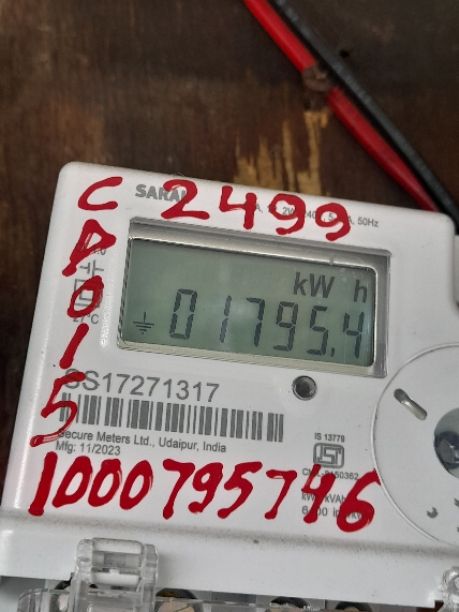 SARAL
C 2499
A
0
1
5
kW h
01795.4
SS17271317
Secure Meters Ltd., Udaipur, India
Mfg: 11/2023
IS 13779
1000795746